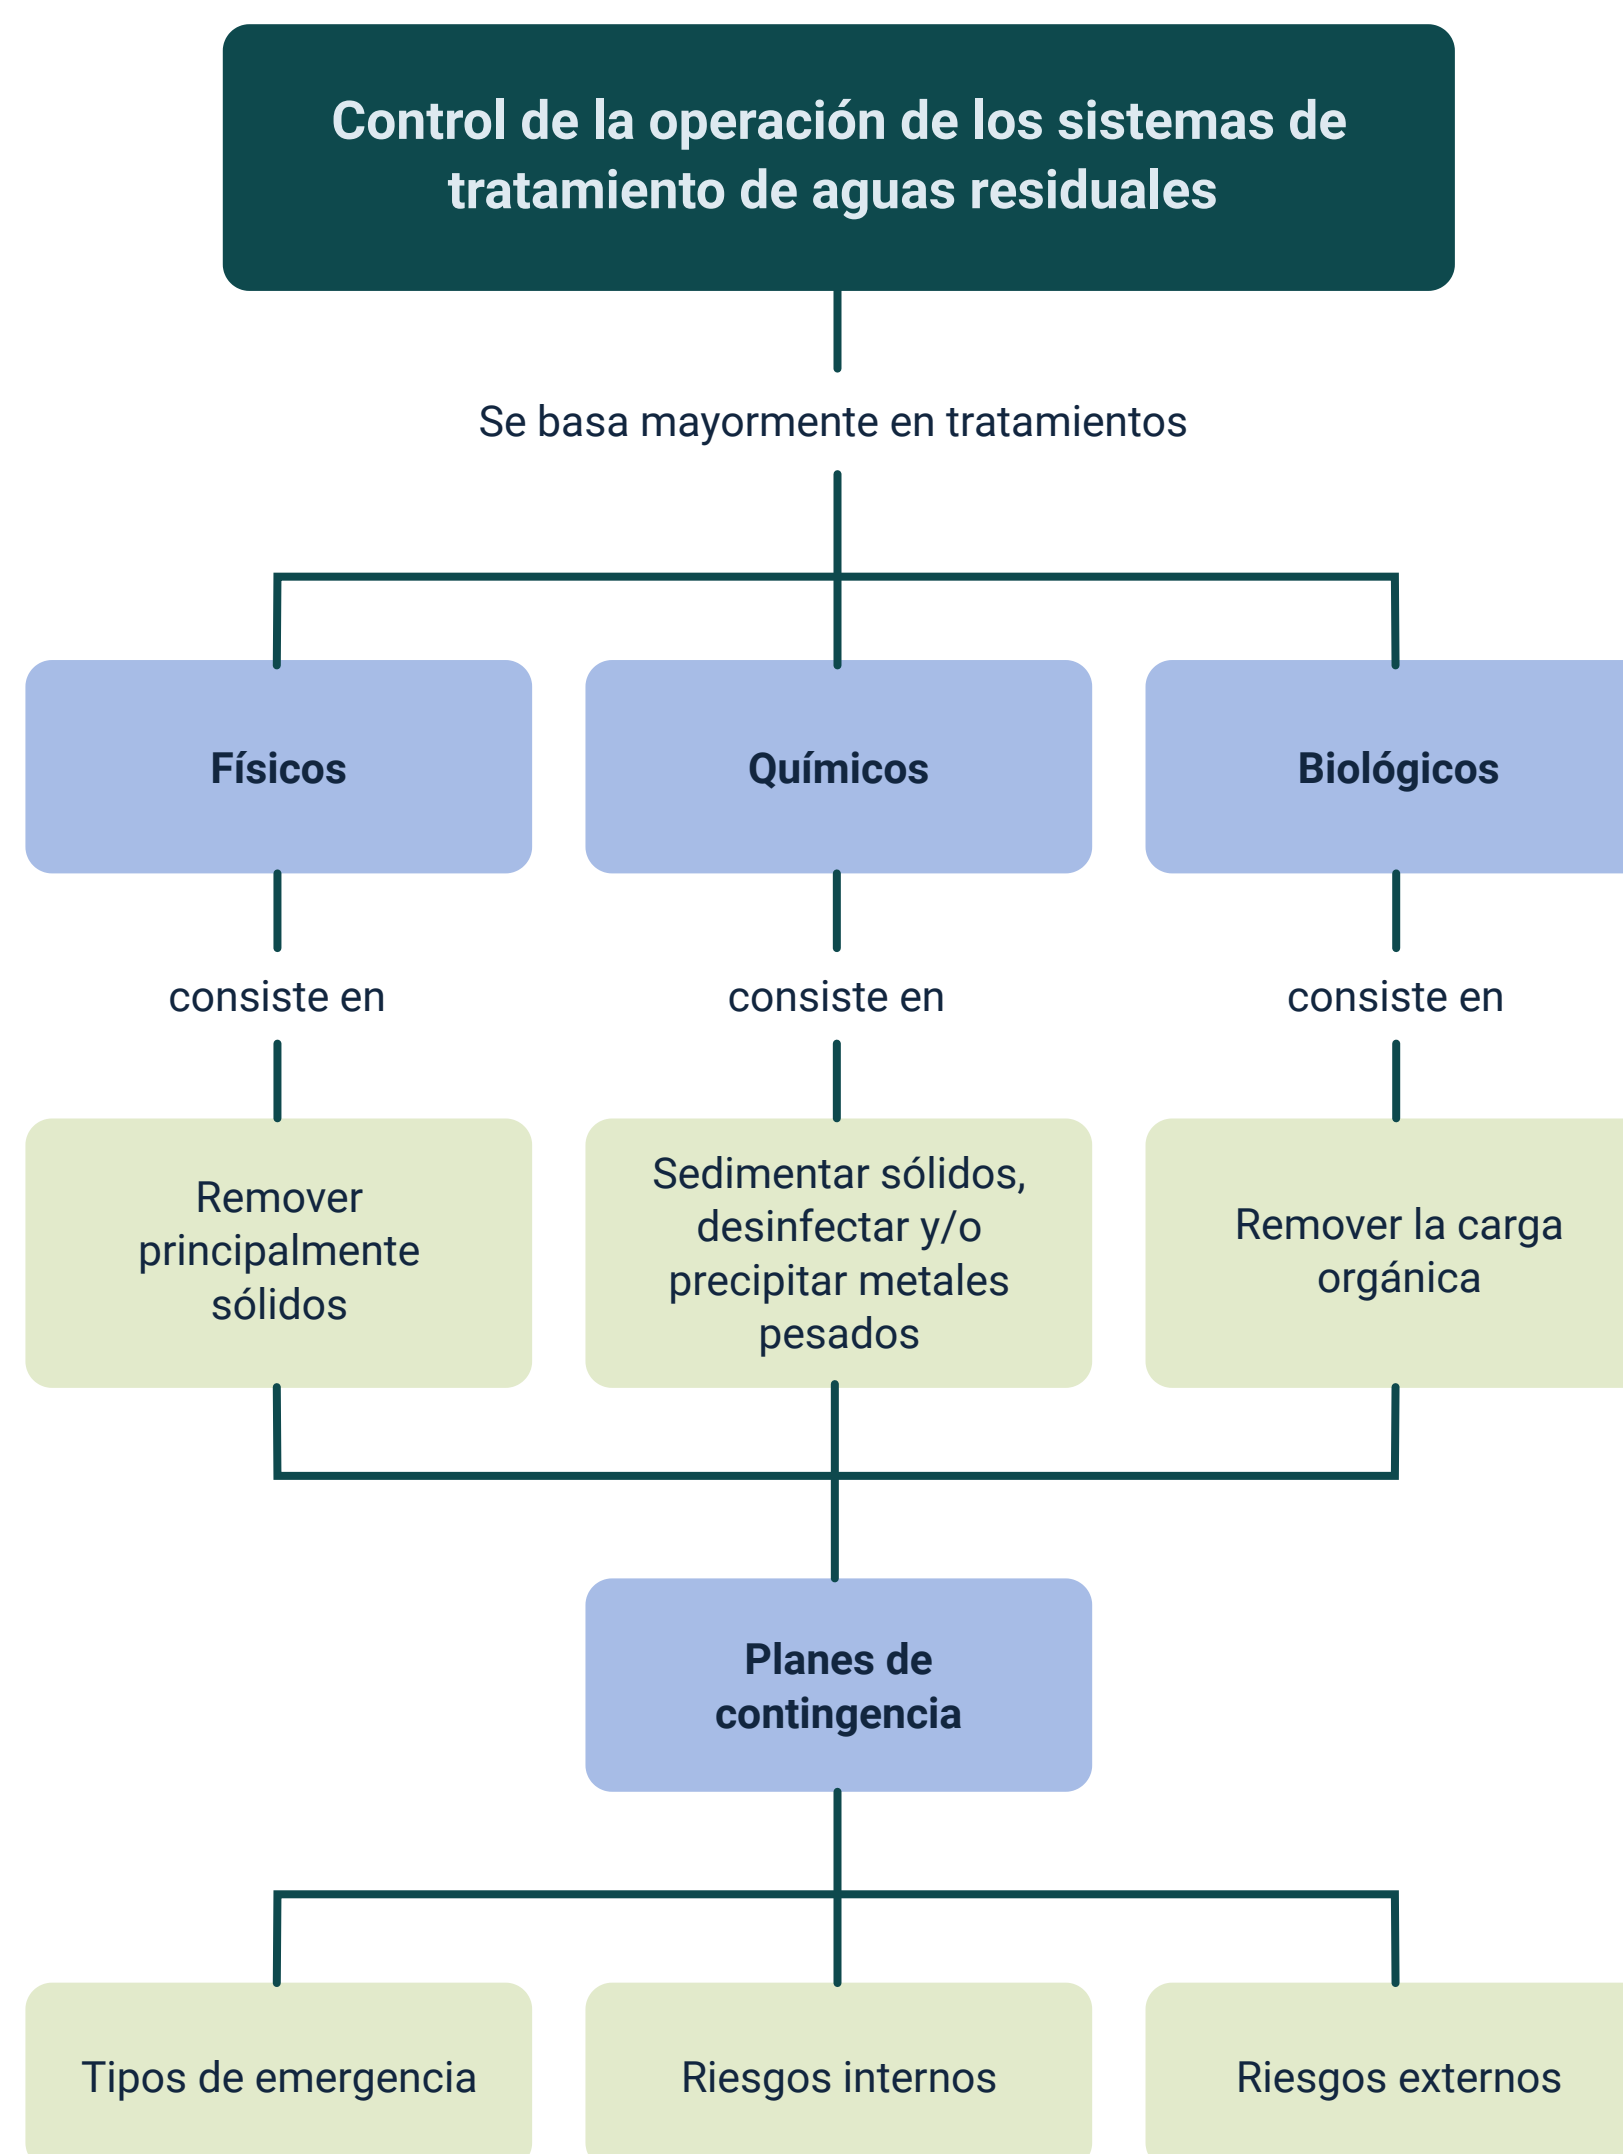 Control de la operación de los sistemas de
tratamiento de aguas residuales
Se basa mayormente en tratamientos
Físicos
Químicos
Biológicos
consiste en
consiste en
consiste en
Remover
principalmente
sólidos
Sedimentar sólidos,
desinfectar y/o
precipitar metales
pesados
Remover la carga
orgánica
Planes de
contingencia
Tipos de emergencia
Riesgos internos
Riesgos externos